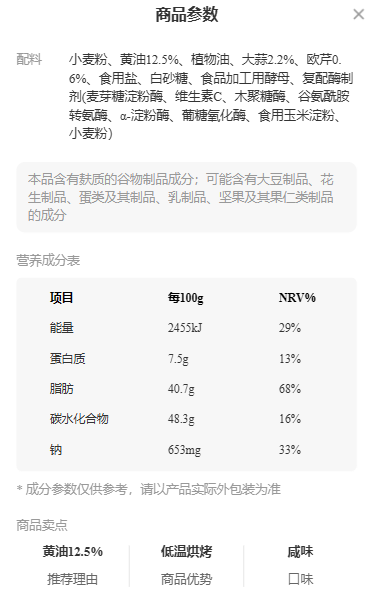 商品参数
配料 小麦粉、黄油12.5%、植物油、大蒜2.2%、欧芹0.
6%、食用盐、白砂糖、食品加工用酵母、复配酶制
剂(麦芽糖淀粉酶、维生素C、木聚糖酶、谷氨酰胺
转氨酶、α-淀粉酶、葡糖氧化酶、食用玉米淀粉、
小麦粉)
本品含有麸质的谷物制品成分；可能含有大豆制品、花
生制品、蛋类及其制品、乳制品、坚果及其果仁类制品
的成分
营养成分表
项目 每100g NRV%
能量 2455kJ 29%
蛋白质 7.5g 13%
脂肪 40.7g 68%
碳水化合物 48.3g 16%
钠 653mg 33%
* 成分参数仅供参考，请以产品实际外包装为准
商品卖点
黄油12.5% 低温烘烤 咸味
推荐理由 商品优势 口味